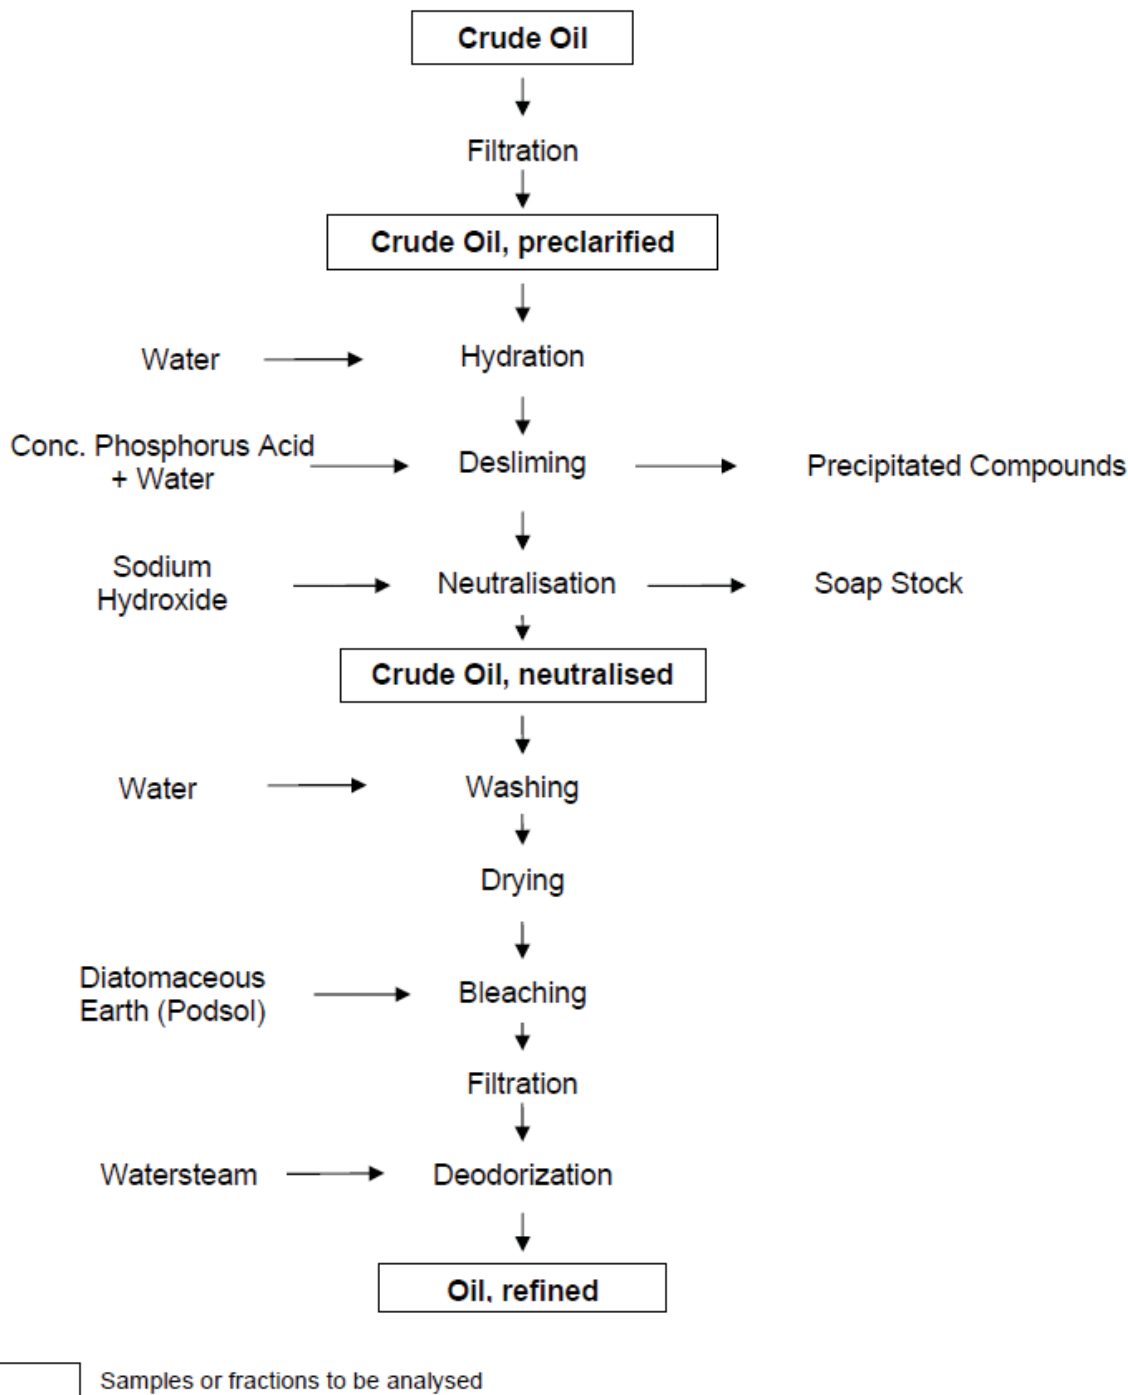 Crude Oil
Filtration
Crude Oil, preclarified
Water
Hydration
Conc. Phosphorus Acid
+ Water
Desliming
Precipitated Compounds
Sodium
Hydroxide
Neutralisation
Soap Stock
Crude Oil, neutralised
Water
Washing
Drying
Diatomaceous
Earth (Podsol)
Bleaching
Filtration
Watersteam
Deodorization
Oil, refined
Samples or fractions to be analysed